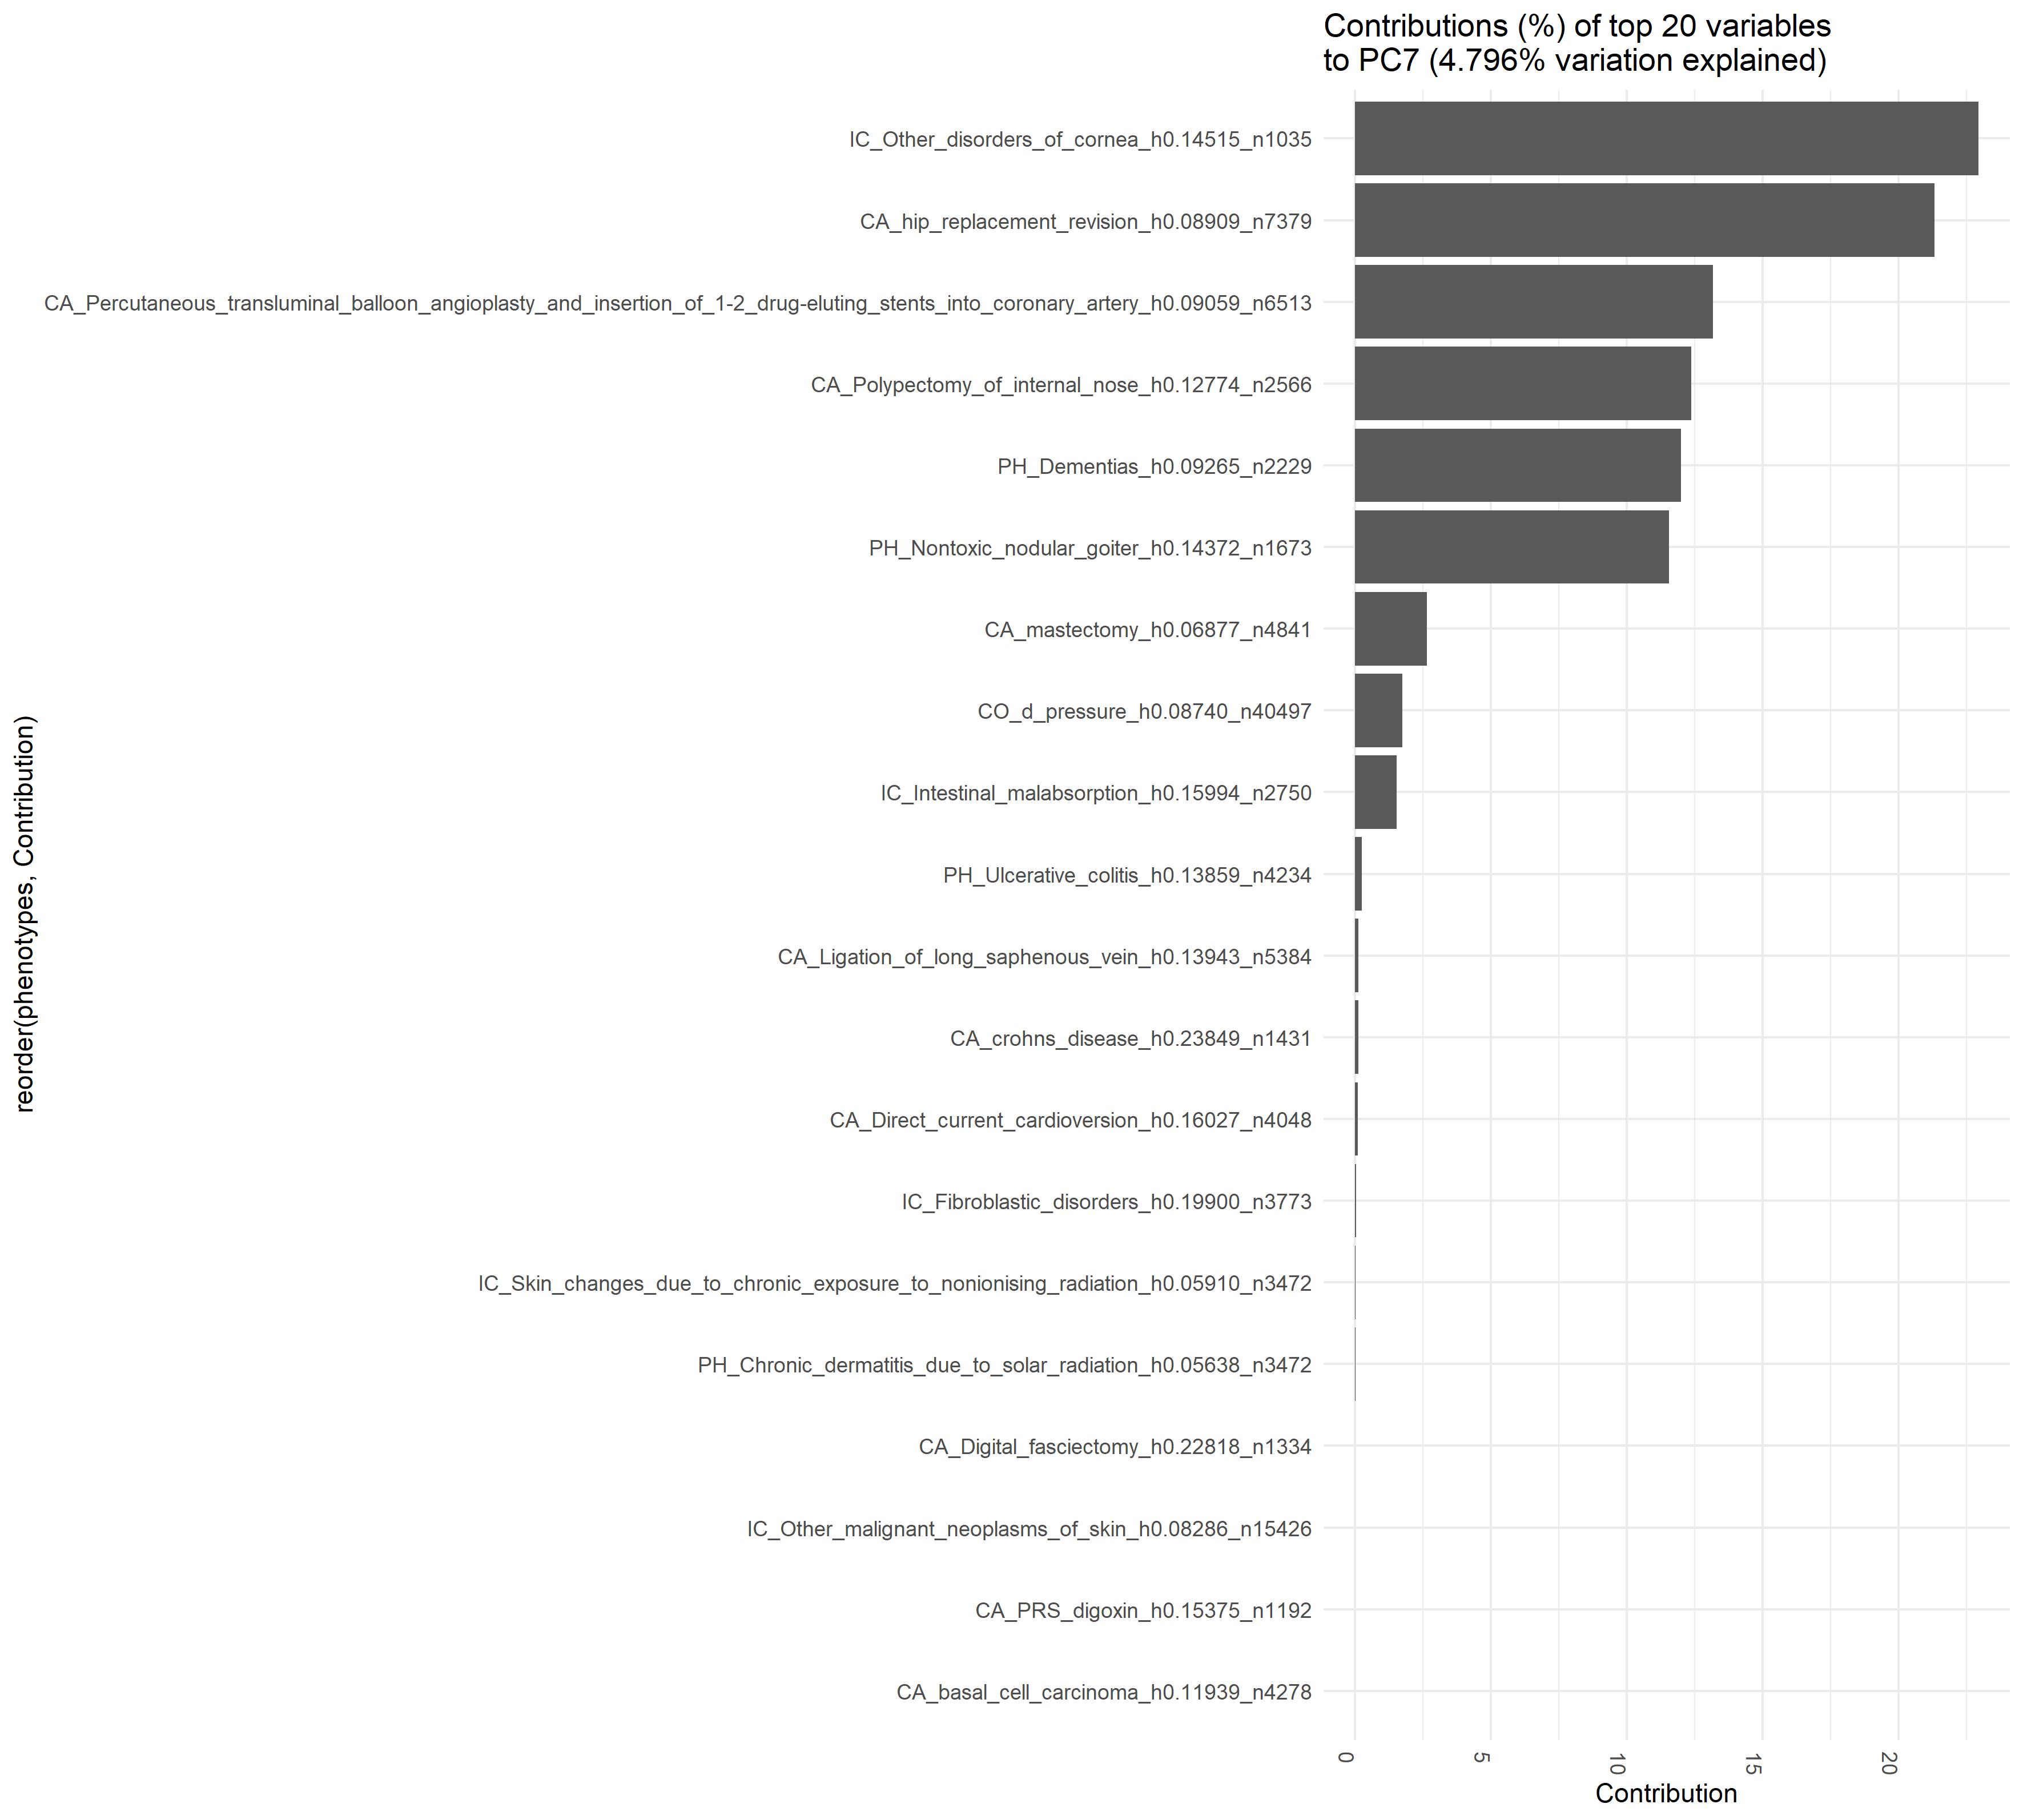 Contributions (%) of top 20 variables
to PC7 (4.796% variation explained)
IC_Other_disorders_of_cornea_h0.14515_n1035
CA_hip_replacement_revision_h0.08909_n7379
CA_Percutaneous_transluminal_balloon_angioplasty_and_insertion_of_1-2_drug-eluting_stents_into_coronary_artery_h0.09059_n6513
CA_Polypectomy_of_internal_nose_h0.12774_n2566
PH_Dementias_h0.09265_n2229
PH_Nontoxic_nodular_goiter_h0.14372_n1673
CA_mastectomy_h0.06877_n4841
CO_d_pressure_h0.08740_n40497
IC_Intestinal_malabsorption_h0.15994_n2750
PH_Ulcerative_colitis_h0.13859_n4234
CA_Ligation_of_long_saphenous_vein_h0.13943_n5384
CA_crohns_disease_h0.23849_n1431
CA_Direct_current_cardioversion_h0.16027_n4048
IC_Fibroblastic_disorders_h0.19900_n3773
IC_Skin_changes_due_to_chronic_exposure_to_nonionising_radiation_h0.05910_n3472
PH_Chronic_dermatitis_due_to_solar_radiation_h0.05638_n3472
CA_Digital_fasciectomy_h0.22818_n1334
IC_Other_malignant_neoplasms_of_skin_h0.08286_n15426
CA_PRS_digoxin_h0.15375_n1192
CA_basal_cell_carcinoma_h0.11939_n4278
reorder(phenotypes, Contribution)
0 5 10 15 20
Contribution